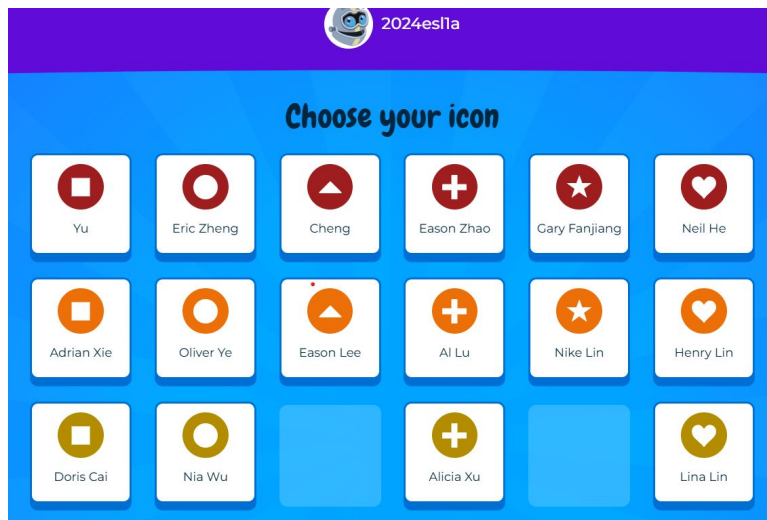 2024esl1a
Choose your icon
Yu
Eric Zheng
Cheng
Eason Zhao
Gary Fanjiang
Neil He
Adrian Xie
Oliver Ye
Eason Lee
Al Lu
Nike Lin
Henry Lin
Doris Cai
Nia Wu
Alicia Xu
Lina Lin